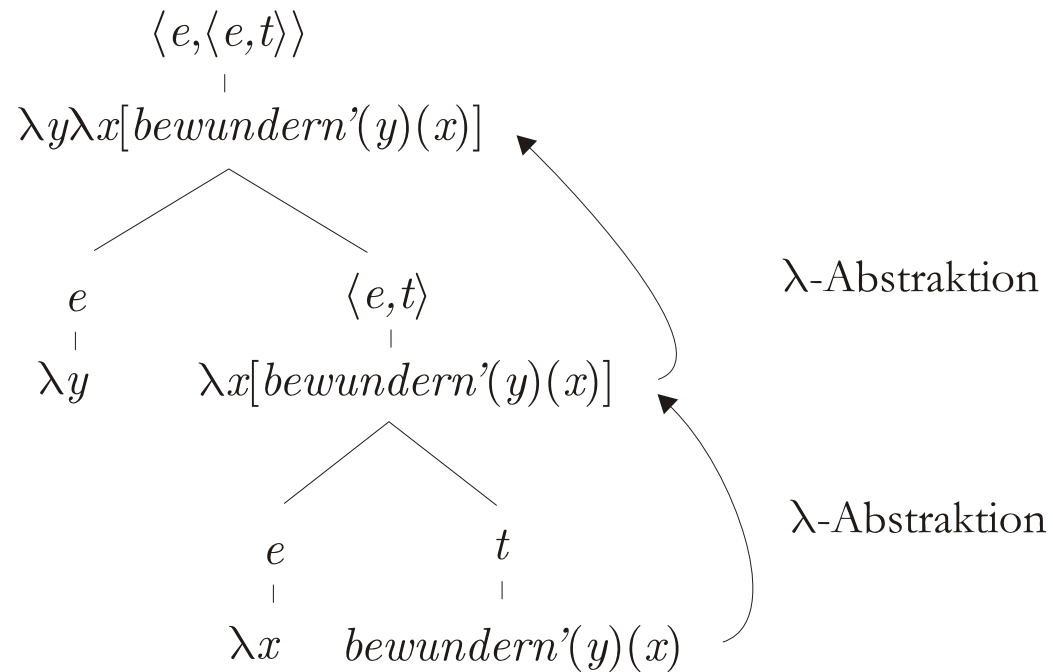 ⟨e,⟨e,t⟩⟩
λyλx[bewundern’(y)(x)]
λ-Abstraktion
e ⟨e,t⟩
λy λx[bewundern’(y)(x)]
λ-Abstraktion
e t
λx bewundern’(y)(x)